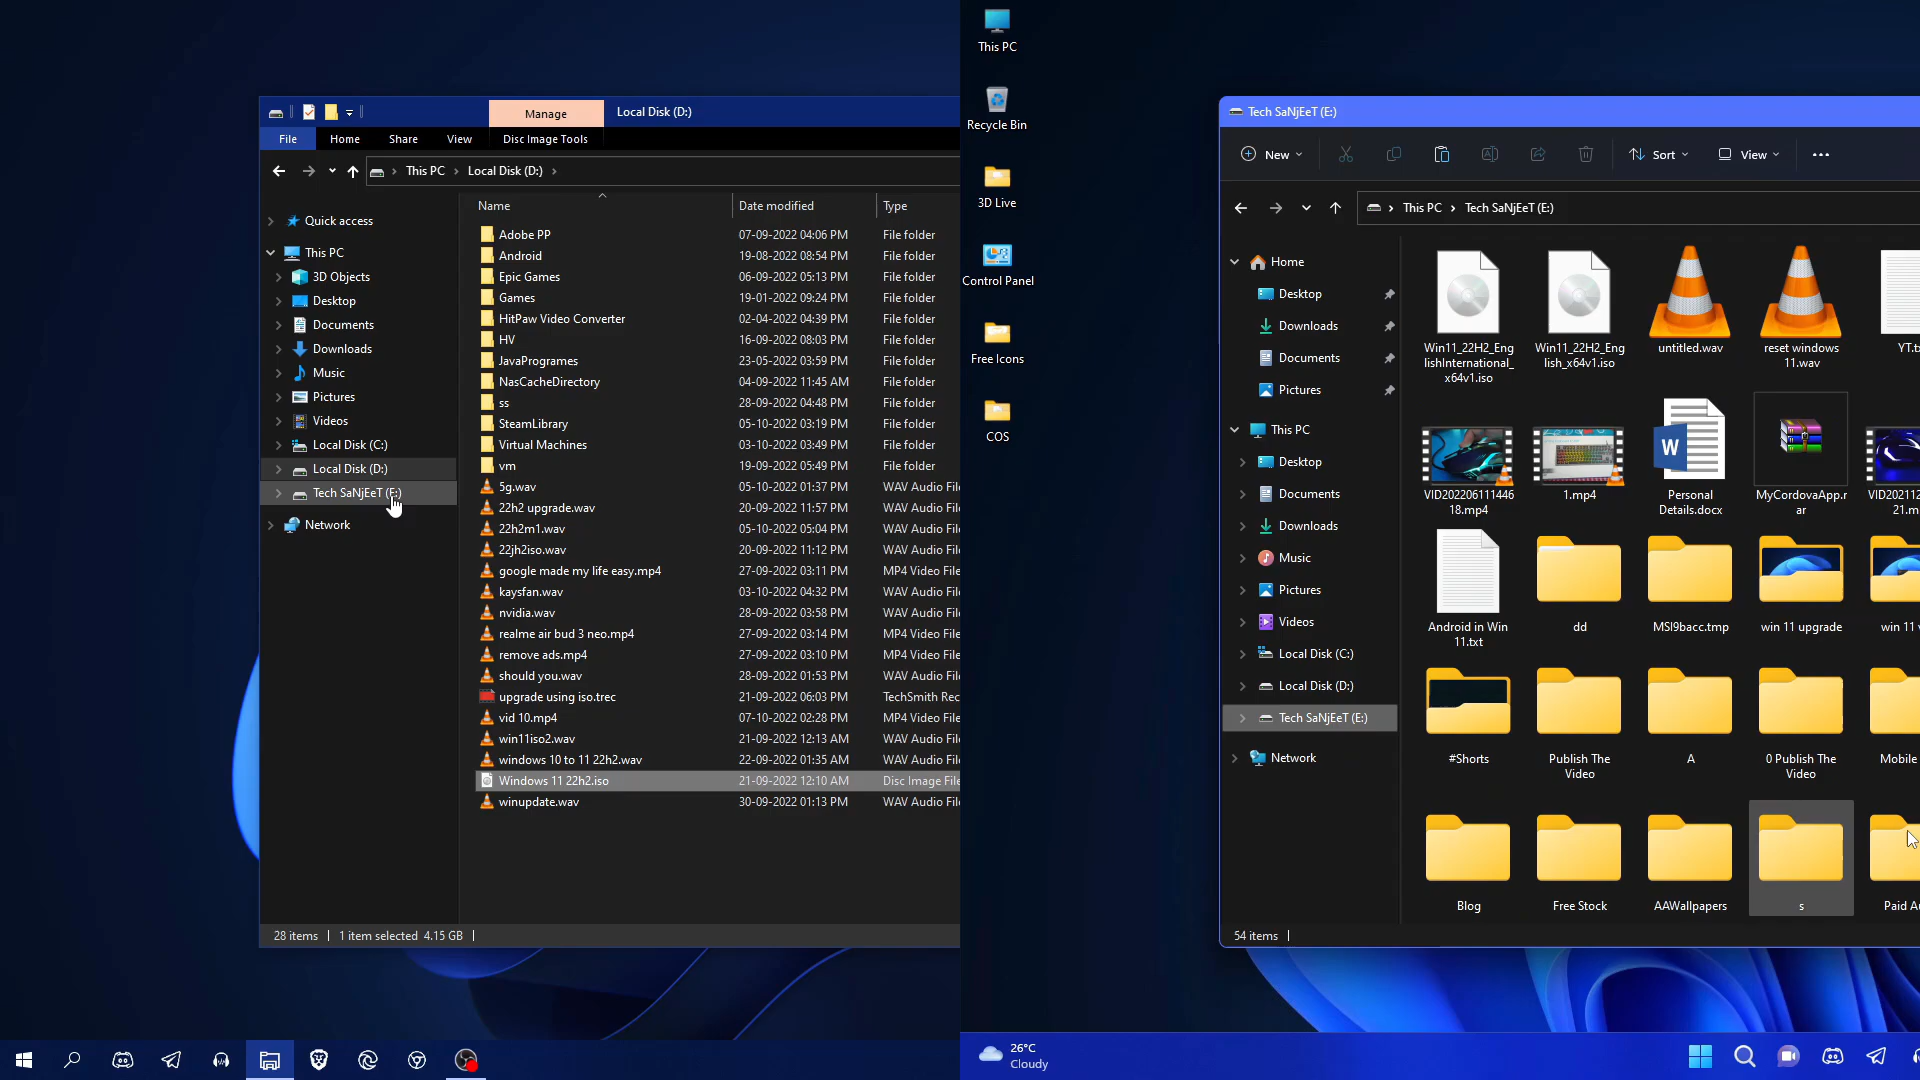 Manage
Local Disk (D:)
File
Home
Share
View
Disc Image Tools
This PC
Local Disk (D:)
Name
Date modified
Type
Quick access
This PC
3D Objects
Desktop
Documents
Downloads
Music
Pictures
Videos
Local Disk (C:)
Local Disk (D:)
Tech SaNjEeT (E:)
Network
Adobe PP 07-09-2022 04:06 PM File folder
Android 19-08-2022 08:54 PM File folder
Epic Games 06-09-2022 05:13 PM File folder
Games 19-01-2022 09:24 PM File folder
HitPaw Video Converter 02-04-2022 04:39 PM File folder
HV 16-09-2022 08:03 PM File folder
JavaProgrames 23-05-2022 03:59 PM File folder
NasCacheDirectory 04-09-2022 11:45 AM File folder
ss 28-09-2022 04:48 PM File folder
SteamLibrary 05-10-2022 03:19 PM File folder
Virtual Machines 03-10-2022 03:49 PM File folder
vm 19-09-2022 05:49 PM File folder
5g.wav 05-10-2022 01:37 PM WAV Audio File
22h2 upgrade.wav 20-09-2022 11:57 PM WAV Audio File
22h2m1.wav 05-10-2022 05:04 PM WAV Audio File
22jh2iso.wav 20-09-2022 11:12 PM WAV Audio File
google made my life easy.mp4 27-09-2022 03:11 PM MP4 Video File
kaysfan.wav 03-10-2022 04:32 PM WAV Audio File
nvidia.wav 28-09-2022 03:58 PM WAV Audio File
realme air bud 3 neo.mp4 27-09-2022 03:14 PM MP4 Video File
remove ads.mp4 27-09-2022 03:10 PM MP4 Video File
should you.wav 28-09-2022 01:53 PM WAV Audio File
upgrade using iso.trec 21-09-2022 06:03 PM TechSmith Rec
vid 10.mp4 07-10-2022 02:28 PM MP4 Video File
win11iso2.wav 21-09-2022 12:13 AM WAV Audio File
windows 10 to 11 22h2.wav 22-09-2022 01:35 AM WAV Audio File
Windows 11 22h2.iso 21-09-2022 12:10 AM Disc Image File
winupdate.wav 30-09-2022 01:13 PM WAV Audio File
28 items
1 item selected 4.15 GB
This PC
Recycle Bin
3D Live
Control Panel
Free Icons
COS
Tech SaNjEeT (E:)
New
Sort
View
This PC
Tech SaNjEeT (E:)
Home
Desktop
Downloads
Documents
Pictures
This PC
Desktop
Documents
Downloads
Music
Pictures
Videos
Local Disk (C:)
Local Disk (D:)
Tech SaNjEeT (E:)
Network
Win11_22H2_Eng
lishInternational_
x64v1.iso
Win11_22H2_Eng
lish_x64v1.iso
untitled.wav
reset windows
11.wav
YT.t
VID202206111446
18.mp4
1.mp4
Personal
Details.docx
MyCordovaApp.r
ar
VID20211
21.m
Android in Win
11.txt
dd
MSI9bacc.tmp
win 11 upgrade
win 11
#Shorts
Publish The
Video
A
0 Publish The
Video
Mobile
Blog
Free Stock
AAWallpapers
s
Paid A
54 items
26°C
Cloudy